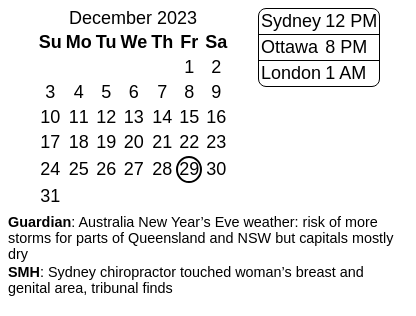 December 2023
Su Mo Tu We Th Fr Sa
1 2
3 4 5 6 7 8 9
10 11 12 13 14 15 16
17 18 19 20 21 22 23
24 25 26 27 28 29 30
31
Sydney 12 PM
Ottawa 8 PM
London 1 AM
Guardian: Australia New Year’s Eve weather: risk of more
storms for parts of Queensland and NSW but capitals mostly
dry
SMH: Sydney chiropractor touched woman’s breast and
genital area, tribunal finds